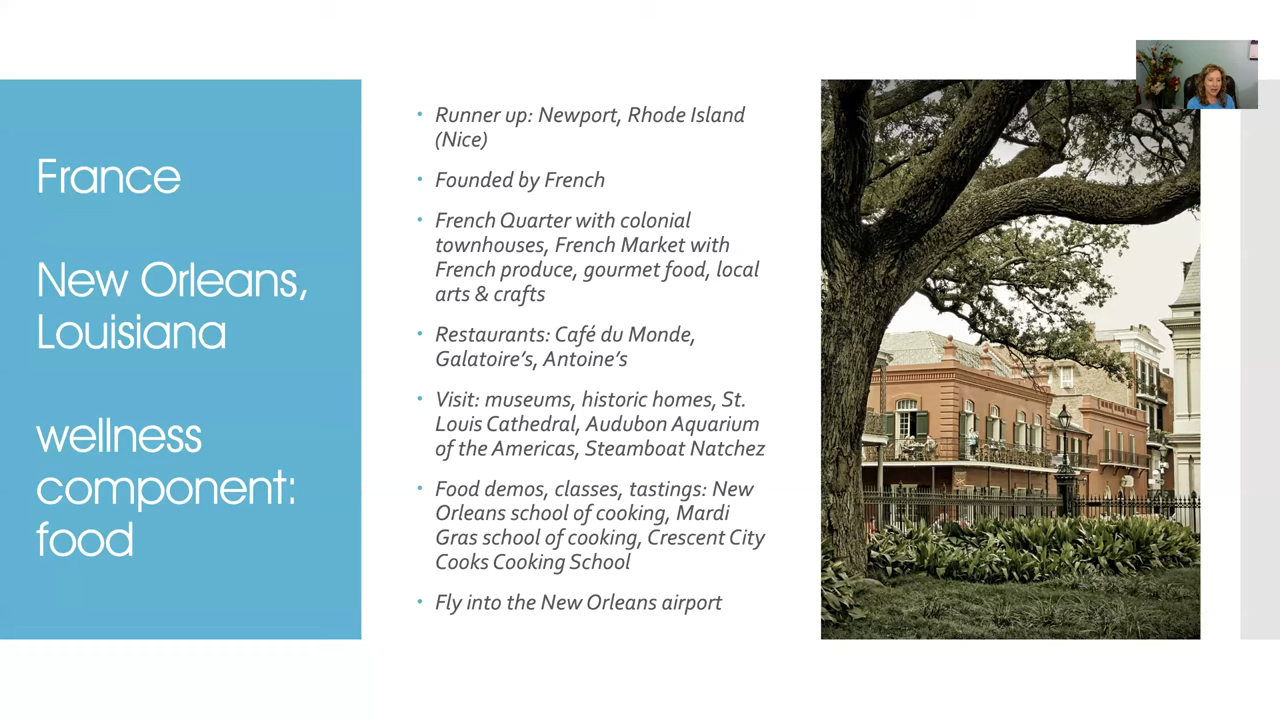 France
New Orleans,
Louisiana
wellness
component:
food
• Runner up: Newport, Rhode Island
(Nice)
• Founded by French
• French Quarter with colonial
townhouses, French Market with
French produce, gourmet food, local
arts & crafts
• Restaurants: Café du Monde,
Galatoire's, Antoine's
• Visit: museums, historic homes, St.
Louis Cathedral, Audubon Aquarium
of the Americas, Steamboat Natchez
• Food demos, classes, tastings: New
Orleans school of cooking, Mardi
Gras school of cooking, Crescent City
Cooks Cooking School
• Fly into the New Orleans airport